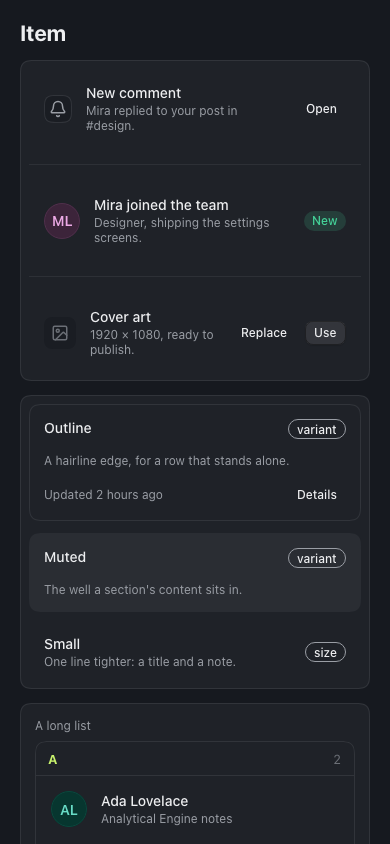 Item
New comment
Mira replied to your post in
#design.
Open
ML
Mira joined the team
Designer, shipping the settings
screens.
New
Cover art
1920 × 1080, ready to
publish.
Replace
Use
Outline
variant
A hairline edge, for a row that stands alone.
Updated 2 hours ago
Details
Muted
variant
The well a section's content sits in.
Small
One line tighter: a title and a note.
size
A long list
A
2
AL
Ada Lovelace
Analytical Engine notes